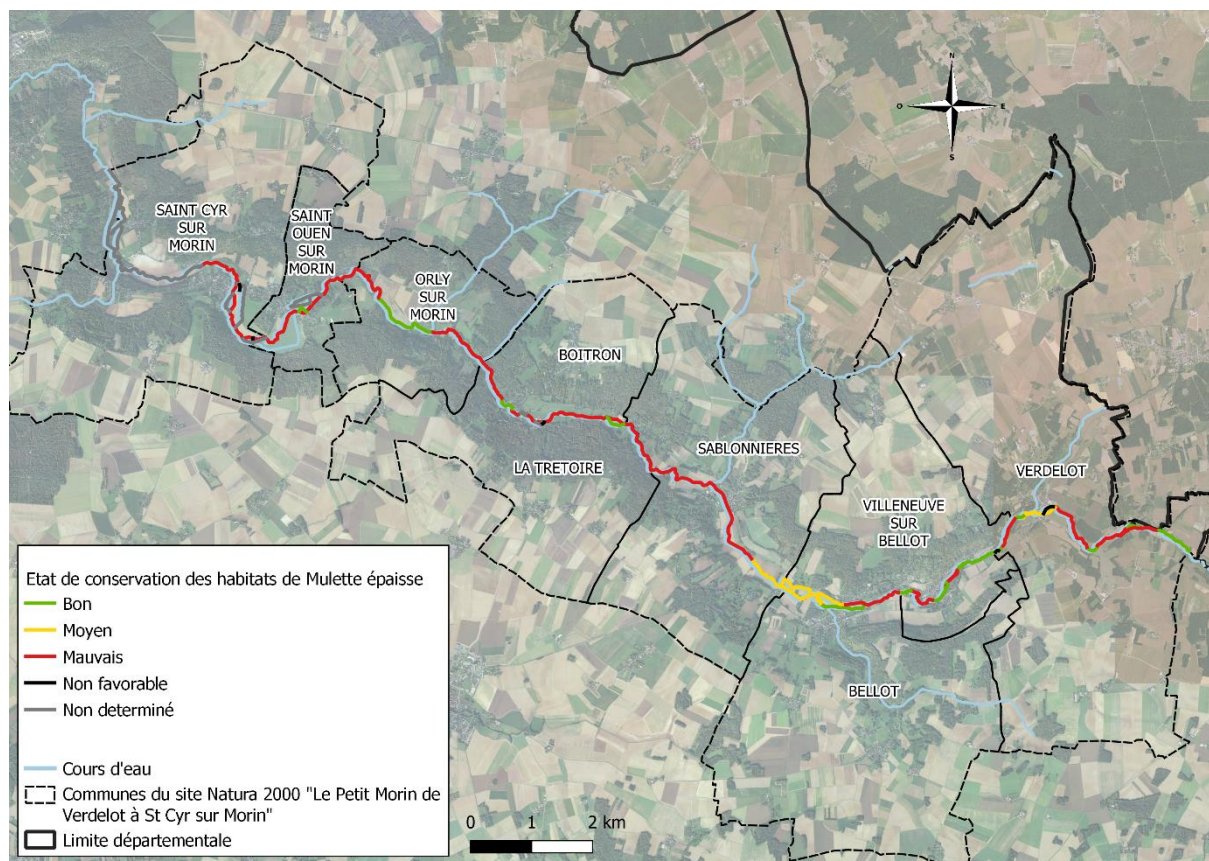 N
O
E
S
SAINT CYR
SUR
MORIN
SAINT
OUEN
SUR
MORIN
ORLY
SUR
MORIN
BOITRON
LA TRETOIRE
SABLONNIERES
VILLENEUVE
SUR
BELLOT
VERDELOT
BELLOT
Etat de conservation des habitats de Mulette épaisse
Bon
Moyen
Mauvais
Non favorable
Non determiné
Cours d'eau
Communes du site Natura 2000 "Le Petit Morin de
Verdelot à St Cyr sur Morin"
Limite départementale
0 1 2 km